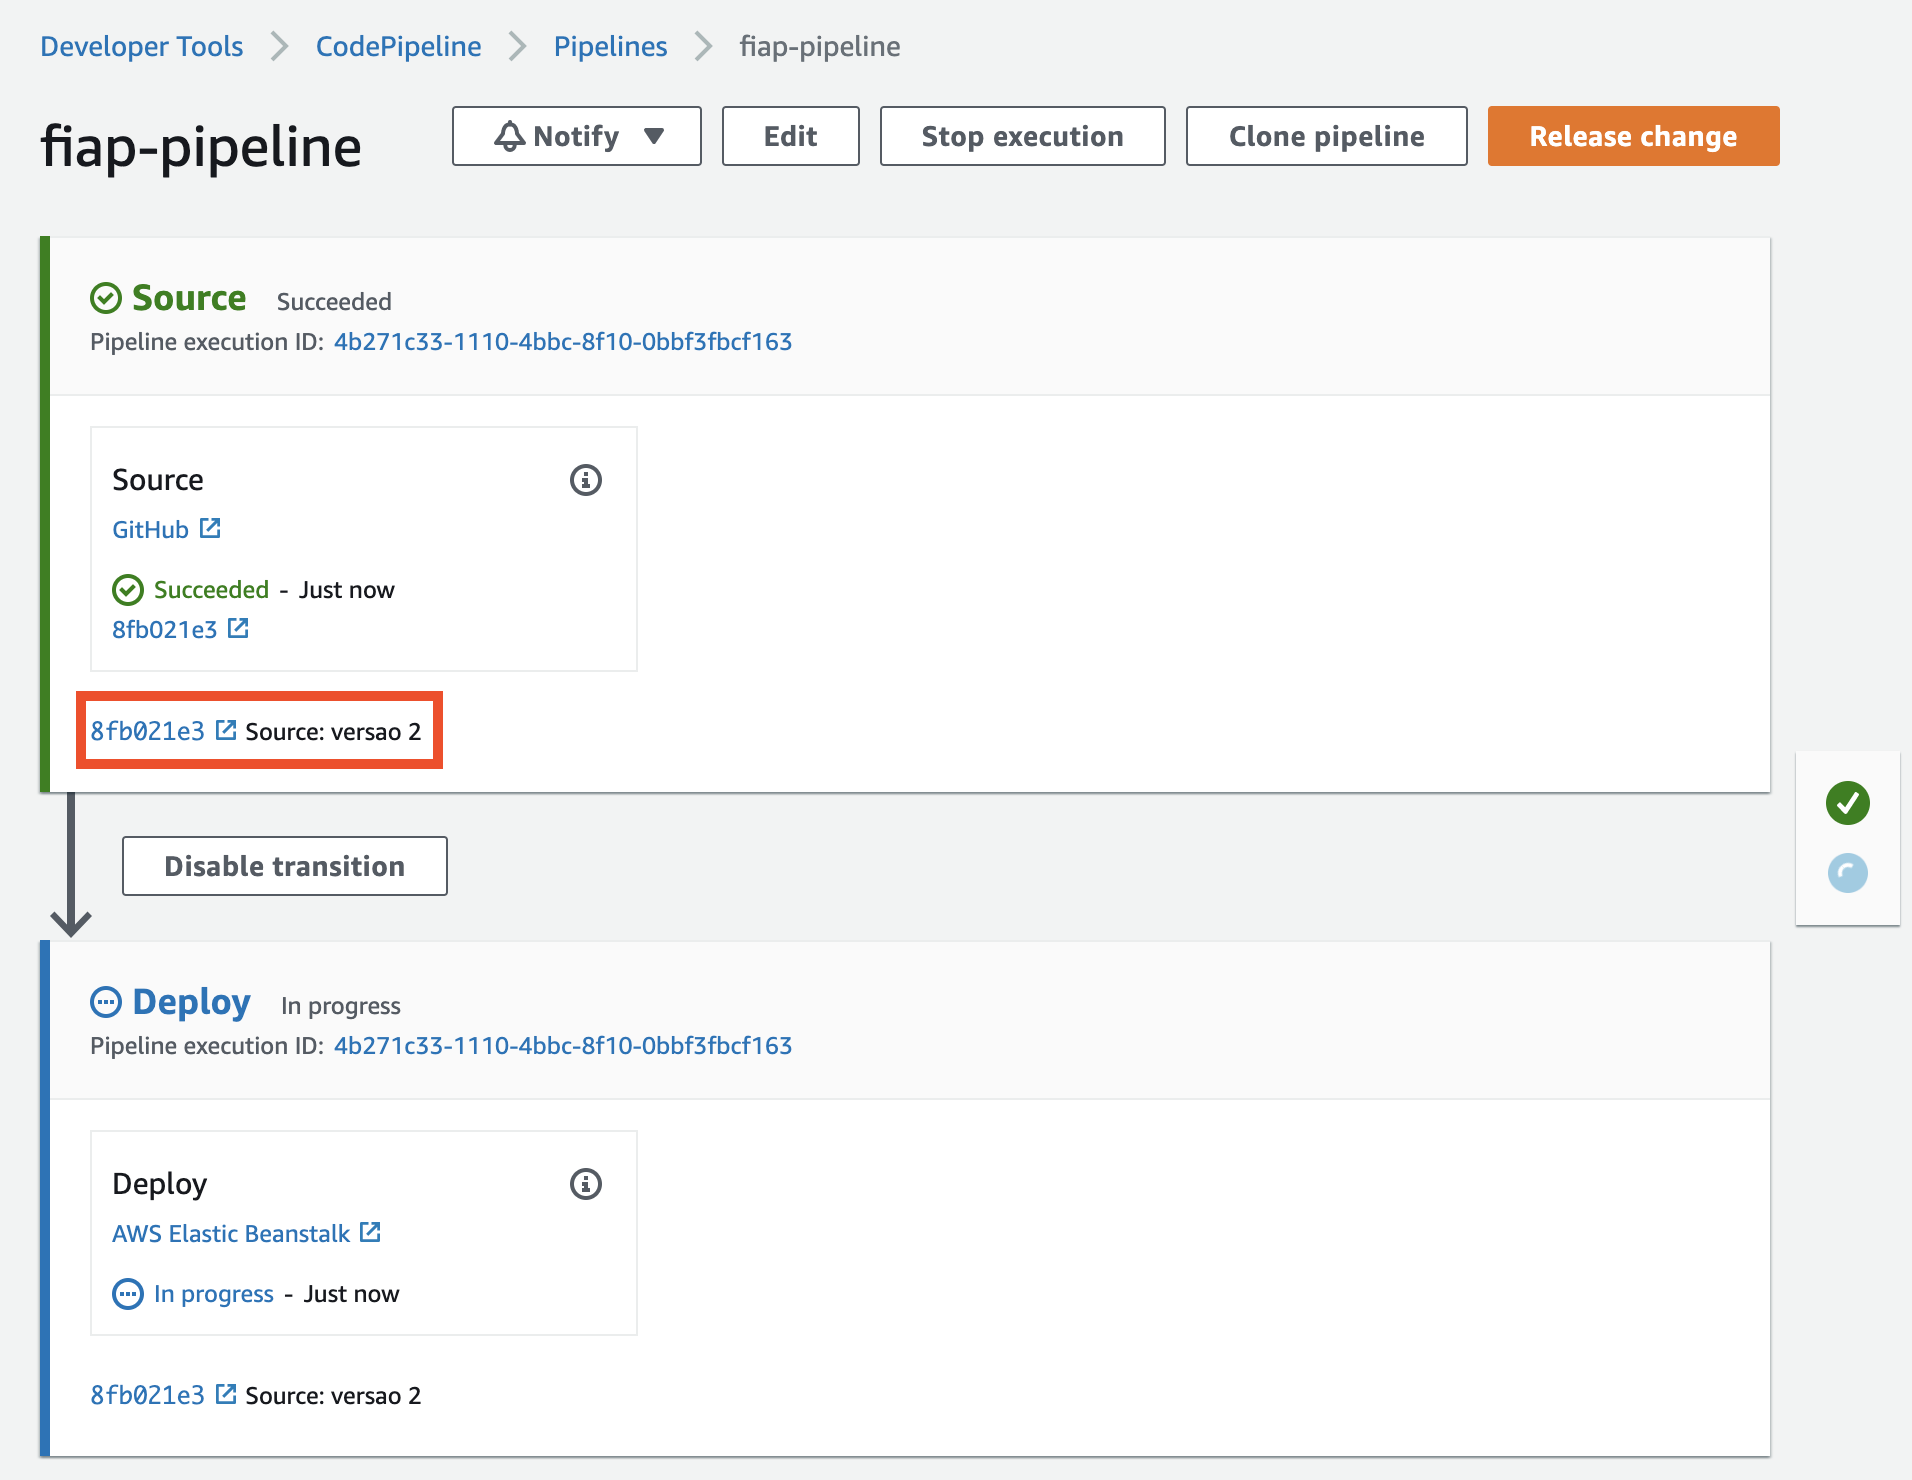 Developer Tools > CodePipeline > Pipelines > fiap-pipeline
fiap-pipeline
Notify
Edit
Stop execution
Clone pipeline
Release change
Source Succeeded
Pipeline execution ID: 4b271c33-1110-4bbc-8f10-0bbf3fbcf163
Source
GitHub
Succeeded - Just now
8fb021e3
8fb021e3 Source: versao 2
Disable transition
Deploy In progress
Pipeline execution ID: 4b271c33-1110-4bbc-8f10-0bbf3fbcf163
Deploy
AWS Elastic Beanstalk
In progress - Just now
8fb021e3 Source: versao 2